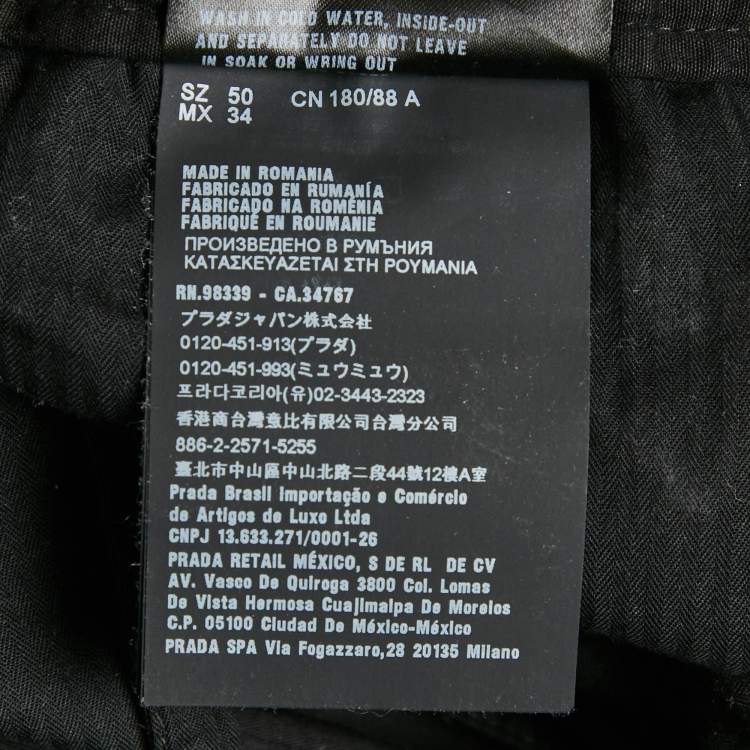 WASH IN COLD WATER, INSIDE-OUT
AND SEPARATELY DO NOT LEAVE
IN SOAK OR WRING OUT
SZ 50 CN 180/88 A
MX 34
MADE IN ROMANIA
FABRICADO EN RUMANÍA
FABRICADO NA ROMÊNIA
FABRIQUÉ EN ROUMANIE
ПРОИЗВЕДЕНО В РУМЪНИЯ
ΚΑΤΑΣΚΕΥΑΖΕΤΑΙ ΣΤΗ ΡΟΥΜΑΝΙΑ
RN.98339 - CA.34767
プラダジャパン株式会社
0120-451-913(プラダ)
0120-451-993(ミュウミュウ)
프라다코리아(유)02-3443-2323
香港商台灣意比有限公司台灣分公司
886-2-2571-5255
臺北市中山區中山北路二段44號12樓A室
Prada Brasil Importação e Comércio
de Artigos de Luxo Ltda
CNPJ 13.633.271/0001-26
PRADA RETAIL MÉXICO, S DE RL DE CV
AV. Vasco De Quiroga 3800 Col. Lomas
De Vista Hermosa Cuajimalpa De Morelos
C.P. 05100 Ciudad De México-México
PRADA SPA Via Fogazzaro,28 20135 Milano